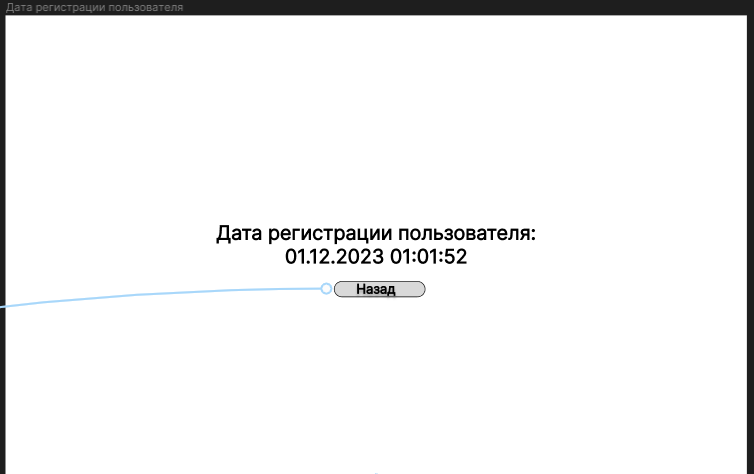 Дата регистрации пользователя
Дата регистрации пользователя:
01.12.2023 01:01:52
Назад